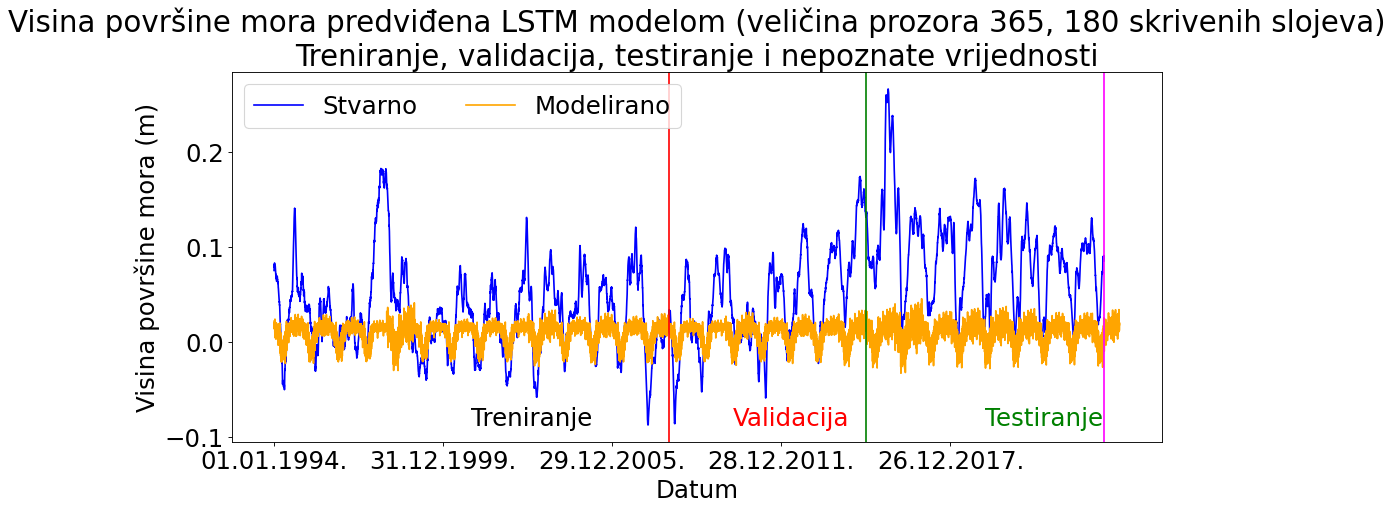 Visina površine mora predviđena LSTM modelom (veličina prozora 365, 180 skrivenih slojeva)
Treniranje, validacija, testiranje i nepoznate vrijednosti
Stvarno
Modelirano
Visina površine mora (m)
0.2
0.1
0.0
−0.1
Treniranje
Validacija
Testiranje
01.01.1994.
31.12.1999.
29.12.2005.
28.12.2011.
26.12.2017.
Datum